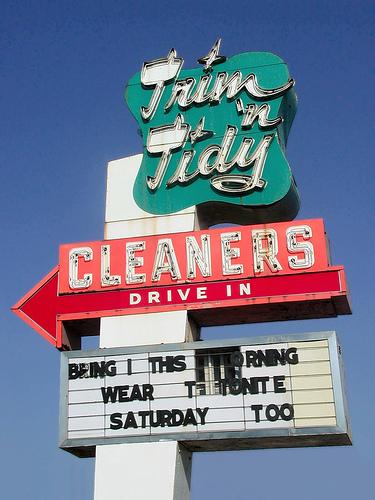 Trim
'n
Tidy
CLEANERS
DRIVE IN
BRING I THIS ORNING
WEAR T TONITE
SATURDAY TOO